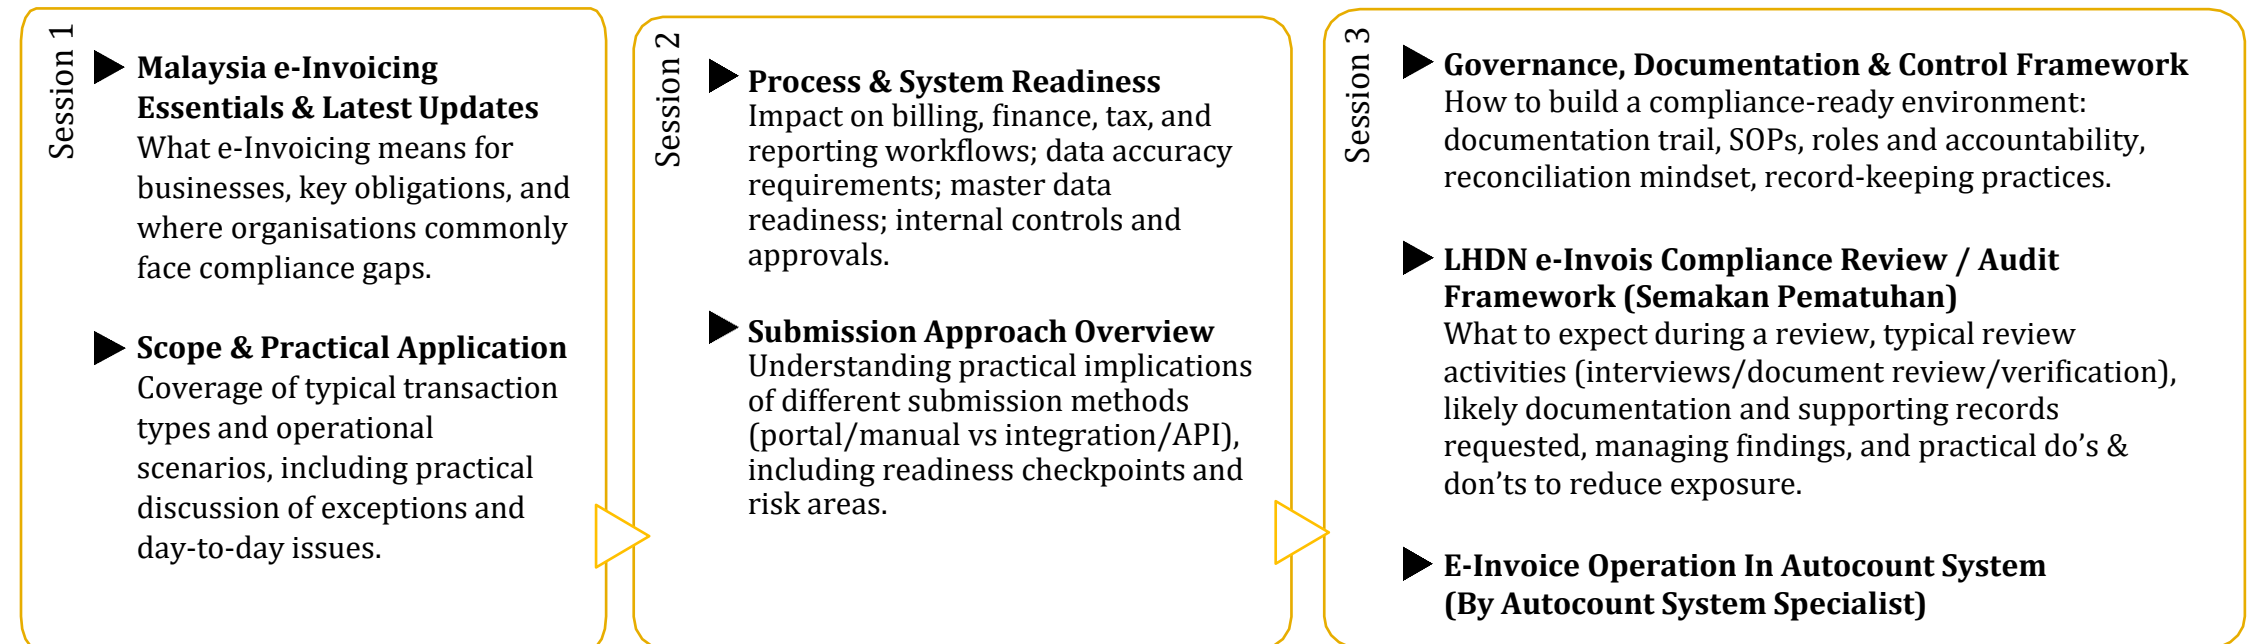 Session 1
Malaysia e-Invoicing
Essentials & Latest Updates
What e-Invoicing means for
businesses, key obligations, and
where organisations commonly
face compliance gaps.
Scope & Practical Application
Coverage of typical transaction
types and operational
scenarios, including practical
discussion of exceptions and
day-to-day issues.
Session 2
Process & System Readiness
Impact on billing, finance, tax, and
reporting workflows; data accuracy
requirements; master data
readiness; internal controls and
approvals.
Submission Approach Overview
Understanding practical implications
of different submission methods
(portal/manual vs integration/API),
including readiness checkpoints and
risk areas.
Session 3
Governance, Documentation & Control Framework
How to build a compliance-ready environment:
documentation trail, SOPs, roles and accountability,
reconciliation mindset, record-keeping practices.
LHDN e-Invois Compliance Review / Audit
Framework (Semakan Pematuhan)
What to expect during a review, typical review
activities (interviews/document review/verification),
likely documentation and supporting records
requested, managing findings, and practical do’s &
don’ts to reduce exposure.
E-Invoice Operation In Autocount System
(By Autocount System Specialist)